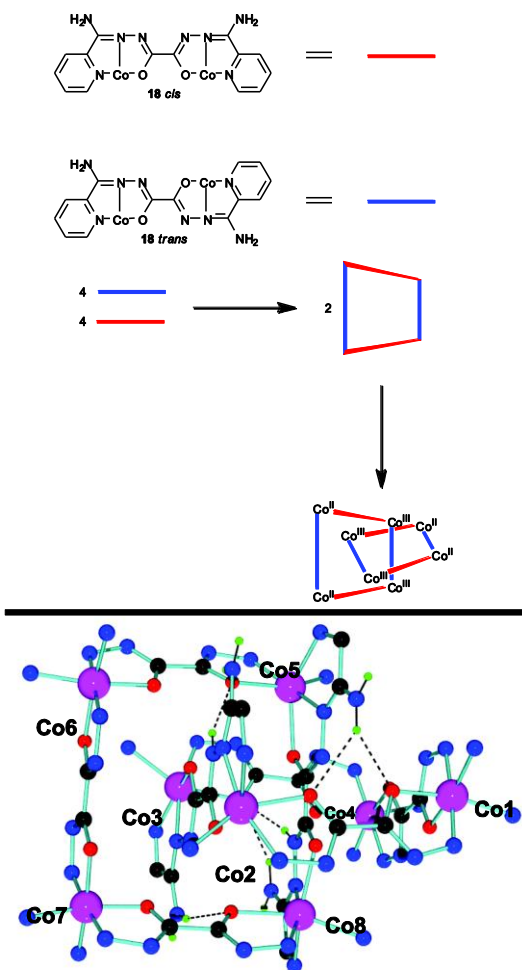 H₂N NH₂
N–N N N–N
N–Co–O O–Co–N
18 cis
H₂N O–Co–N
N–N N
N–Co–O N–N
NH₂
18 trans
4
4
2
Co^II
Co^III
Co^III
Co^II
Co^II
Co^III
Co^III
Co^II
Co5
Co6
Co3
Co4
Co1
Co2
Co7
Co8